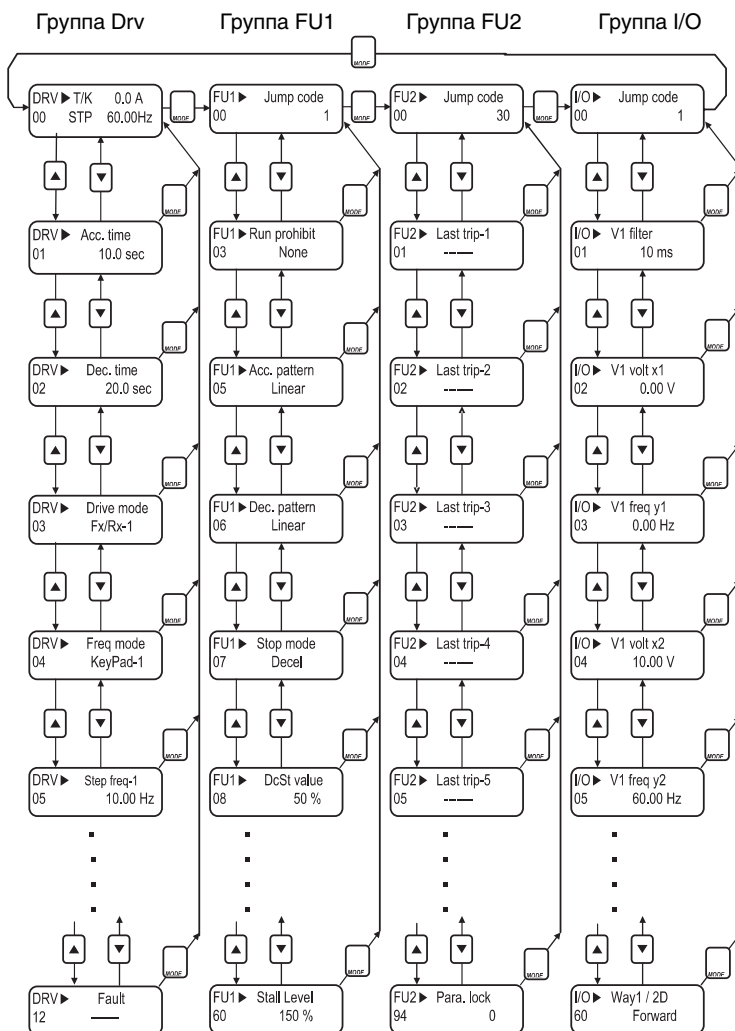 Группа Drv Группа FU1 Группа FU2 Группа I/O
MODE
DRV ▶ T/K 0.0 A
00 STP 60.00Hz
MODE
FU1 ▶ Jump code
00 1
MODE
FU2 ▶ Jump code
00 30
MODE
I/O ▶ Jump code
00 1
MODE
MODE
MODE
MODE
DRV ▶ Acc. time
01 10.0 sec
FU1 ▶ Run prohibit
03 None
FU2 ▶ Last trip-1
01 -----
I/O ▶ V1 filter
01 10 ms
MODE
MODE
MODE
MODE
DRV ▶ Dec. time
02 20.0 sec
FU1 ▶ Acc. pattern
05 Linear
FU2 ▶ Last trip-2
02 -----
I/O ▶ V1 volt x1
02 0.00 V
MODE
MODE
MODE
MODE
DRV ▶ Drive mode
03 Fx/Rx-1
FU1 ▶ Dec. pattern
06 Linear
FU2 ▶ Last trip-3
03 -----
I/O ▶ V1 freq y1
03 0.00 Hz
MODE
MODE
MODE
MODE
DRV ▶ Freq mode
04 KeyPad-1
FU1 ▶ Stop mode
07 Decel
FU2 ▶ Last trip-4
04 -----
I/O ▶ V1 volt x2
04 10.00 V
MODE
MODE
MODE
MODE
DRV ▶ Step freq-1
05 10.00 Hz
FU1 ▶ DcSt value
08 50 %
FU2 ▶ Last trip-5
05 -----
I/O ▶ V1 freq y2
05 60.00 Hz
MODE
MODE
MODE
MODE
DRV ▶ Fault
12 -----
FU1 ▶ Stall Level
60 150 %
FU2 ▶ Para. lock
94 0
I/O ▶ Way1 / 2D
60 Forward